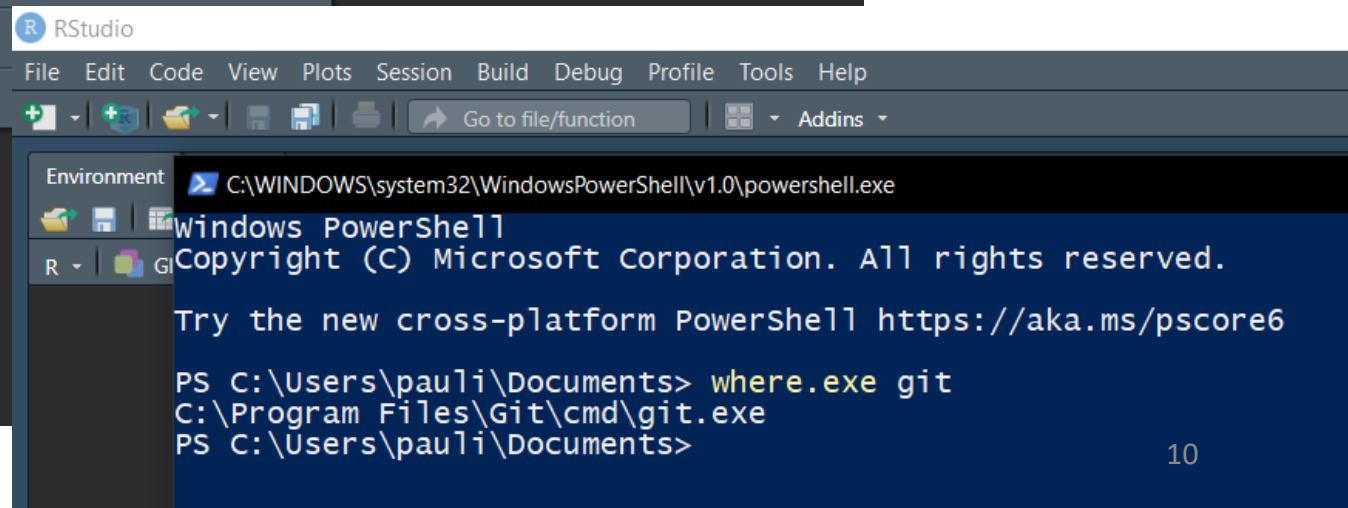 R RStudio
File Edit Code View Plots Session Build Debug Profile Tools Help
Go to file/function Addins
Environment
C:\WINDOWS\system32\WindowsPowerShell\v1.0\powershell.exe
Windows PowerShell
R Gl
Copyright (C) Microsoft Corporation. All rights reserved.
Try the new cross-platform PowerShell https://aka.ms/pscore6
PS C:\Users\pauli\Documents> where.exe git
C:\Program Files\Git\cmd\git.exe
PS C:\Users\pauli\Documents>
10